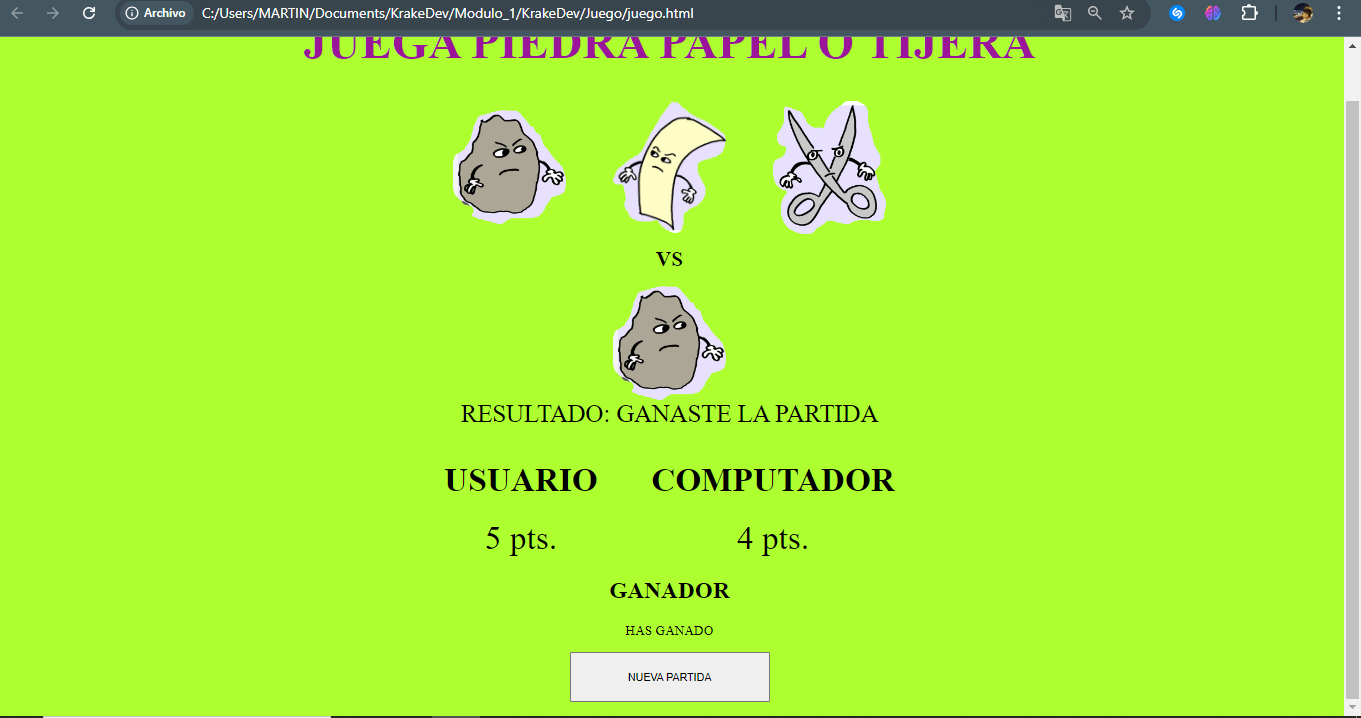 Archivo C:/Users/MARTIN/Documents/KrakeDev/Modulo_1/KrakeDev/Juego/juego.html
JUEGA PIEDRA PAPEL O TIJERA
VS
RESULTADO: GANASTE LA PARTIDA
USUARIO COMPUTADOR
5 pts. 4 pts.
GANADOR
HAS GANADO
NUEVA PARTIDA